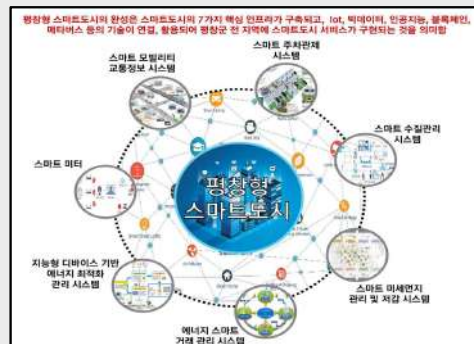 평창형 스마트도시의 완성은 스마트도시의 7가지 핵심 인프라가 구축되고, Iot, 빅데이터, 인공지능, 블록체인,
메타버스 등의 기술이 연결, 활용되어 평창군 전 지역에 스마트도시 서비스가 구현되는 것을 의미함
스마트 모빌리티
교통정보 시스템
스마트 주차관제
시스템
스마트 수질관리
시스템
스마트 미터
평창형
스마트도시
지능형 디바이스 기반
에너지 최적화
관리 시스템
스마트 미세먼지
관리 및 저감 시스템
에너지 스마트
거래 관리 시스템